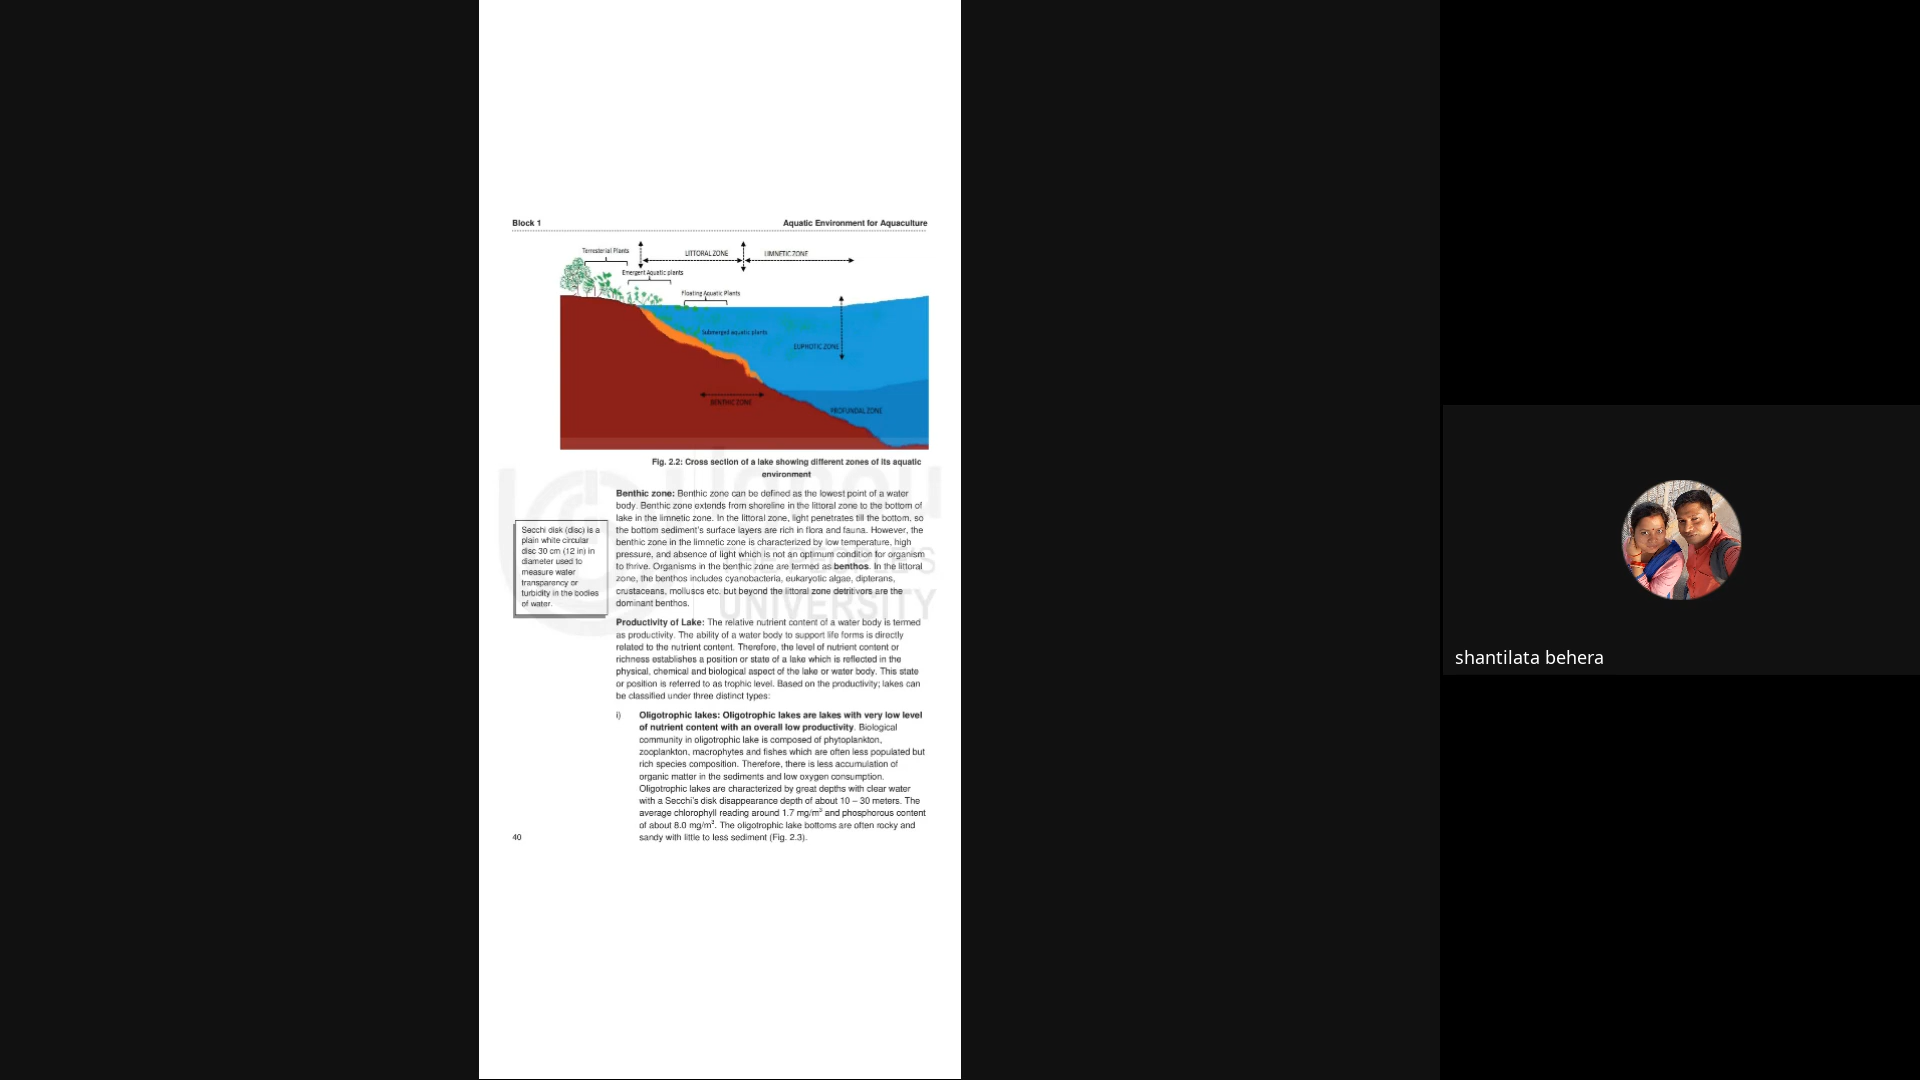 Block 1
Aquatic Environment for Aquaculture
Terresterial Plants
LITTORAL ZONE
LIMNETIC ZONE
Emergent Aquatic plants
Floating Aquatic Plants
Submerged aquatic plants
EUPHOTIC ZONE
BENTHIC ZONE
PROFUNDAL ZONE
Fig. 2.2: Cross section of a lake showing different zones of its aquatic
environment
Benthic zone: Benthic zone can be defined as the lowest point of a water
body. Benthic zone extends from shoreline in the littoral zone to the bottom of
lake in the limnetic zone. In the littoral zone, light penetrates till the bottom, so
the bottom sediment's surface layers are rich in flora and fauna. However, the
benthic zone in the limnetic zone is characterized by low temperature, high
pressure, and absence of light which is not an optimum condition for organism
to thrive. Organisms in the benthic zone are termed as benthos. In the littoral
zone, the benthos includes cyanobacteria, eukaryotic algae, dipterans,
crustaceans, molluscs etc. but beyond the littoral zone detritivors are the
dominant benthos.
Secchi disk (disc) is a
plain white circular
disc 30 cm (12 in) in
diameter used to
measure water
transparency or
turbidity in the bodies
of water.
Productivity of Lake: The relative nutrient content of a water body is termed
as productivity. The ability of a water body to support life forms is directly
related to the nutrient content. Therefore, the level of nutrient content or
richness establishes a position or state of a lake which is reflected in the
physical, chemical and biological aspect of the lake or water body. This state
or position is referred to as trophic level. Based on the productivity; lakes can
be classified under three distinct types:
i) Oligotrophic lakes: Oligotrophic lakes are lakes with very low level
of nutrient content with an overall low productivity. Biological
community in oligotrophic lake is composed of phytoplankton,
zooplankton, macrophytes and fishes which are often less populated but
rich species composition. Therefore, there is less accumulation of
organic matter in the sediments and low oxygen consumption.
Oligotrophic lakes are characterized by great depths with clear water
with a Secchi's disk disappearance depth of about 10 – 30 meters. The
average chlorophyll reading around 1.7 mg/m³ and phosphorous content
of about 8.0 mg/m³. The oligotrophic lake bottoms are often rocky and
sandy with little to less sediment (Fig. 2.3).
40
ignou
THE PEOPLE'S
UNIVERSITY
shantilata behera